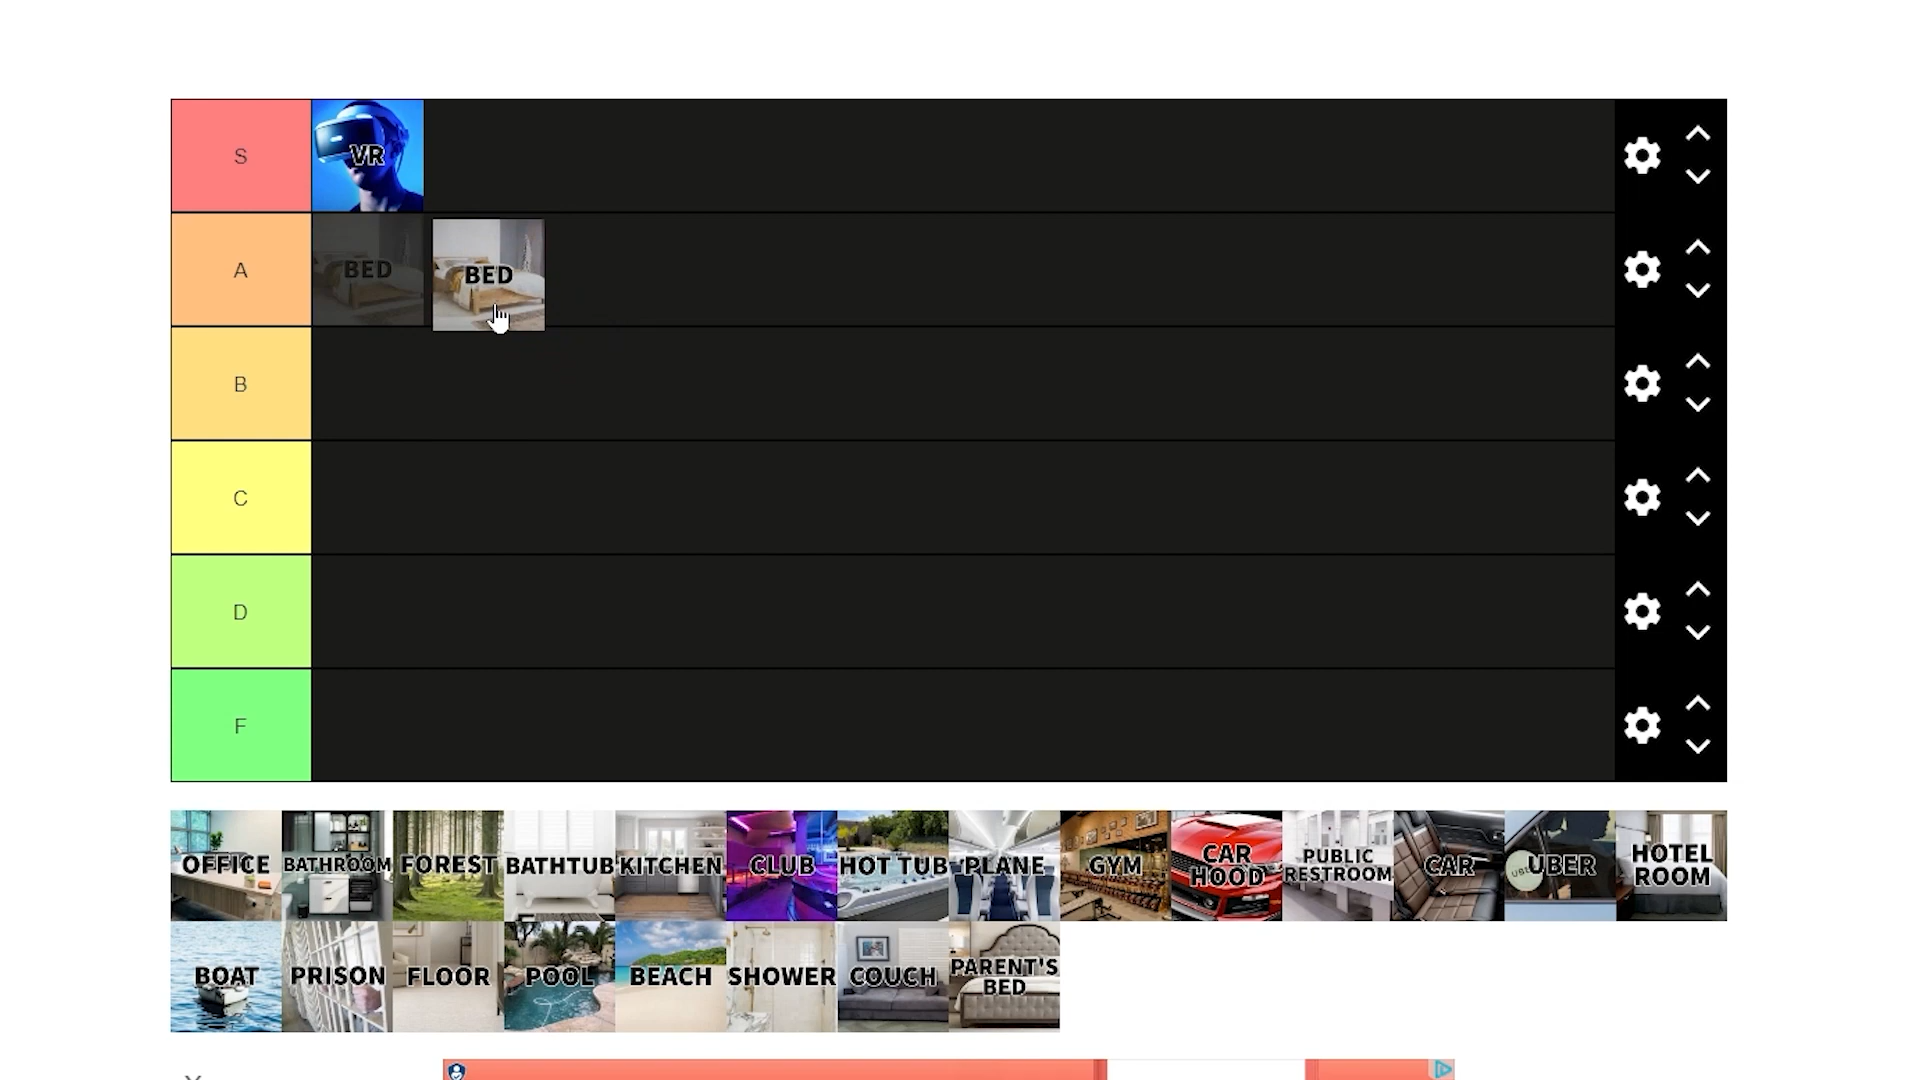 S
VR
A
BED
BED
B
C
D
F
OFFICE
BATHROOM
FOREST
BATHTUB
KITCHEN
CLUB
HOT TUB
PLANE
GYM
CAR
HOOD
PUBLIC
RESTROOM
CAR
UBER
HOTEL
ROOM
BOAT
PRISON
FLOOR
POOL
BEACH
SHOWER
COUCH
PARENT'S
BED